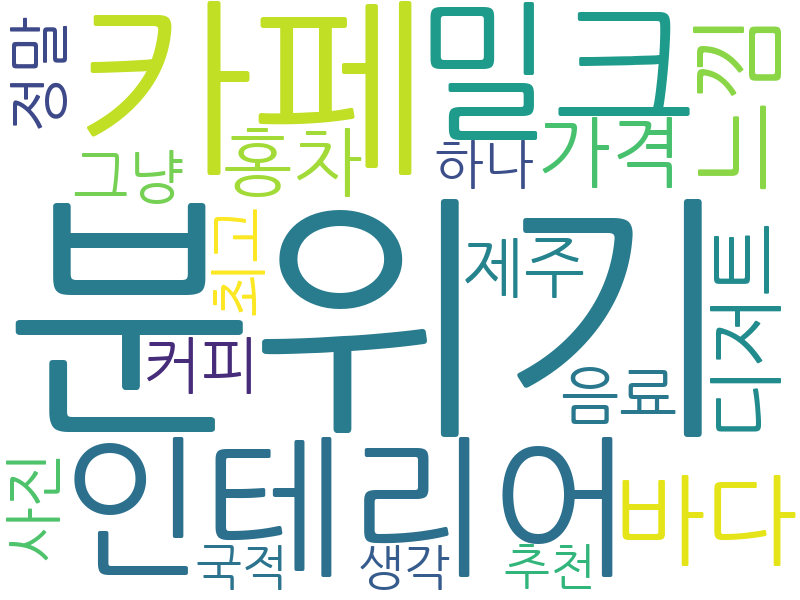 정말
카페
밀크
느낌
그냥
홍차
하나
가격
분위기
최고
제주
디저트
커피
음료
인테리어
바다
사진
국적
생각
추천